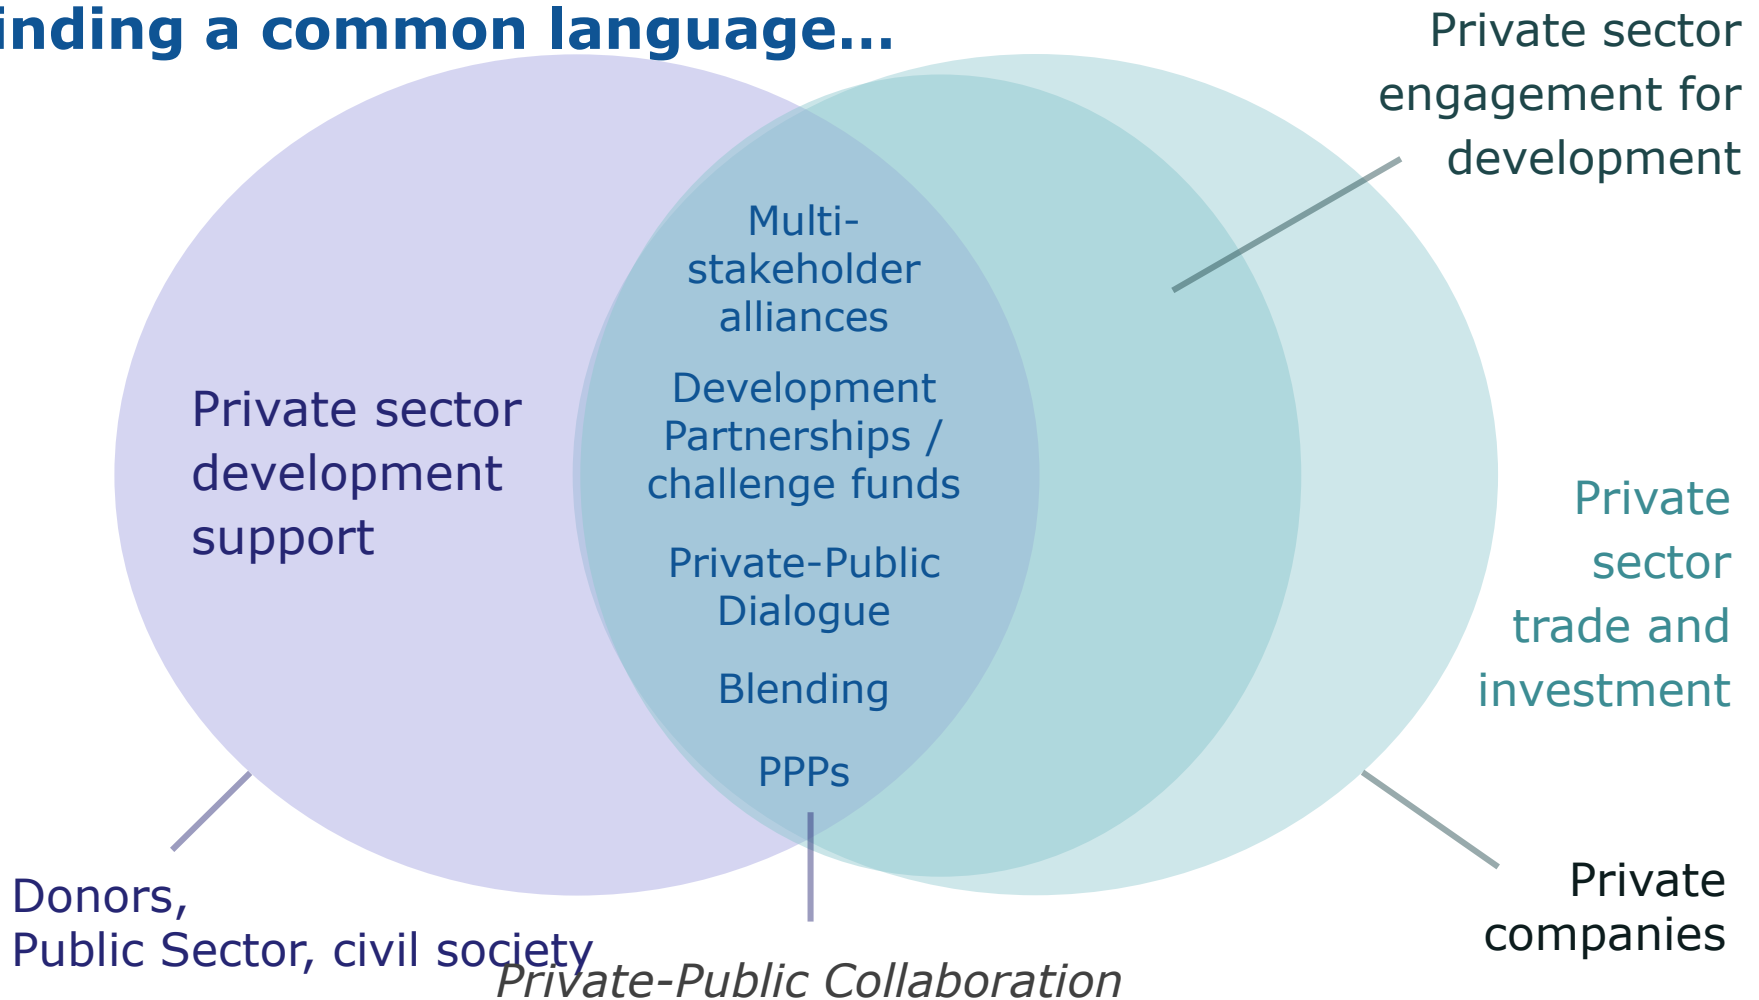 inding a common language…
Private sector
engagement for
development
Multi-
stakeholder
alliances
Development
Partnerships /
challenge funds
Private-Public
Dialogue
Blending
PPPs
Private sector
development
support
Private
sector
trade and
investment
Donors,
Public Sector, civil society
Private-Public Collaboration
Private
companies